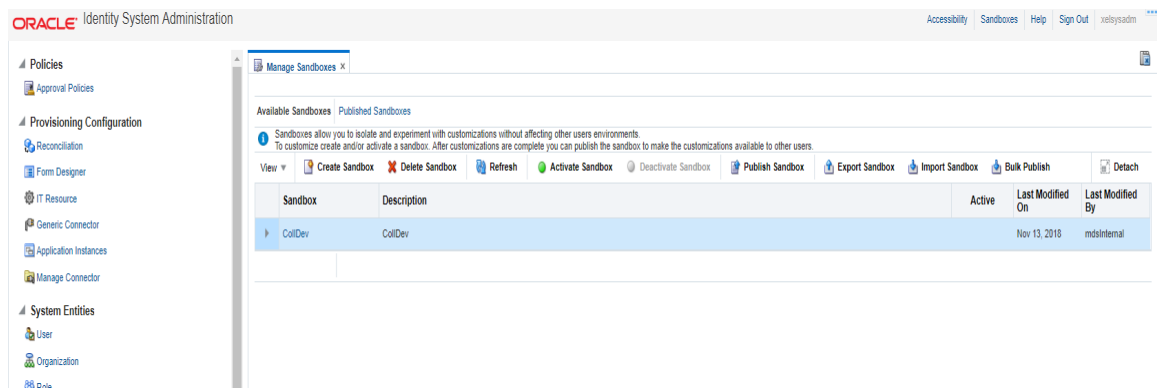 ORACLE Identity System Administration
Accessibility Sandboxes Help Sign Out xelsysadm
Policies
Approval Policies
Provisioning Configuration
Reconciliation
Form Designer
IT Resource
Generic Connector
Application Instances
Manage Connector
System Entities
User
Organization
Role
Manage Sandboxes x
Available Sandboxes Published Sandboxes
Sandboxes allow you to isolate and experiment with customizations without affecting other users environments.
To customize create and/or activate a sandbox. After customizations are complete you can publish the sandbox to make the customizations available to other users.
View Create Sandbox Delete Sandbox Refresh Activate Sandbox Deactivate Sandbox Publish Sandbox Export Sandbox Import Sandbox Bulk Publish Detach
Sandbox Description Active Last Modified On Last Modified By
CollDev CollDev Nov 13, 2018 mdsInternal